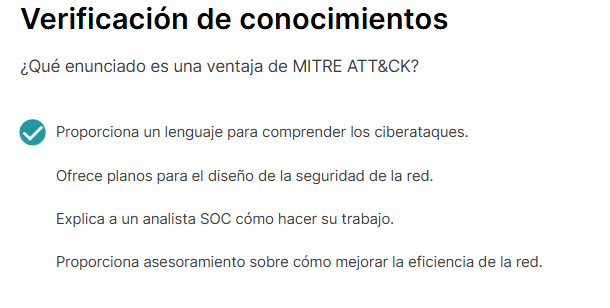 Verificación de conocimientos
¿Qué enunciado es una ventaja de MITRE ATT&CK?
Proporciona un lenguaje para comprender los ciberataques.
Ofrece planos para el diseño de la seguridad de la red.
Explica a un analista SOC cómo hacer su trabajo.
Proporciona asesoramiento sobre cómo mejorar la eficiencia de la red.